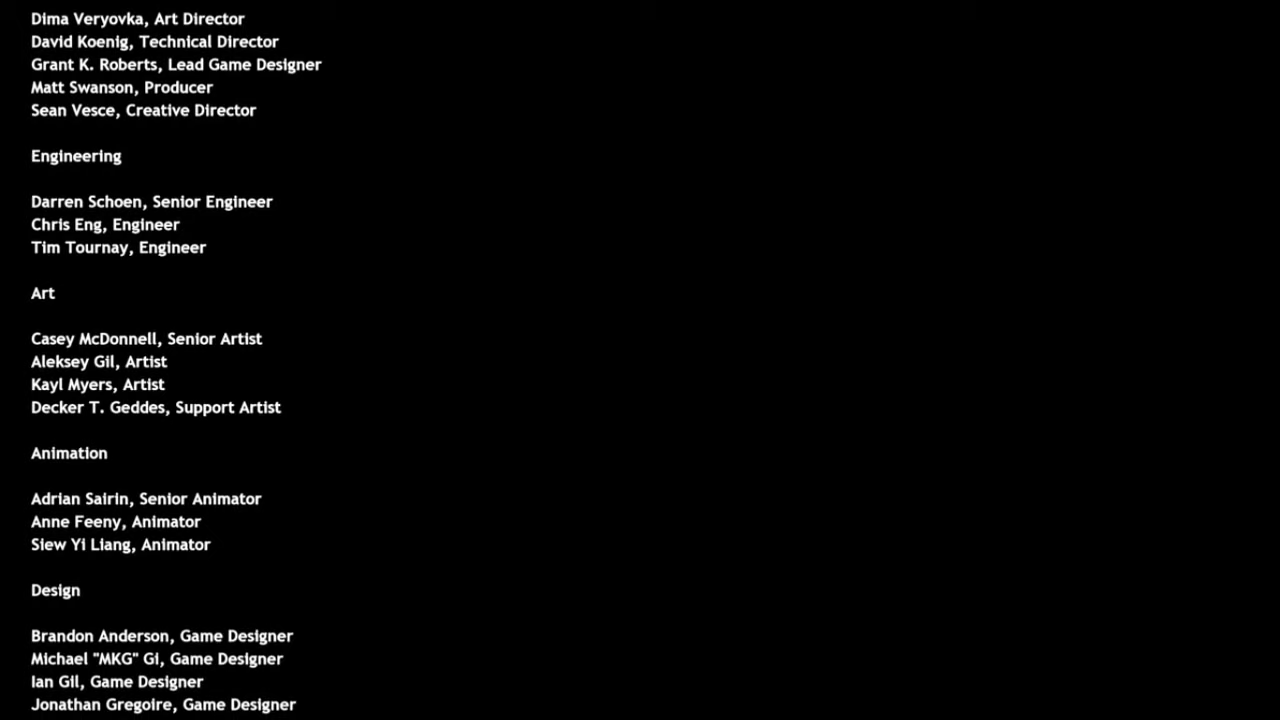 Dima Veryovka, Art Director
David Koenig, Technical Director
Grant K. Roberts, Lead Game Designer
Matt Swanson, Producer
Sean Vesce, Creative Director
Engineering
Darren Schoen, Senior Engineer
Chris Eng, Engineer
Tim Tournay, Engineer
Art
Casey McDonnell, Senior Artist
Aleksey Gil, Artist
Kayl Myers, Artist
Decker T. Geddes, Support Artist
Animation
Adrian Sairin, Senior Animator
Anne Feeny, Animator
Siew Yi Liang, Animator
Design
Brandon Anderson, Game Designer
Michael "MKG" Gi, Game Designer
Ian Gil, Game Designer
Jonathan Gregoire, Game Designer